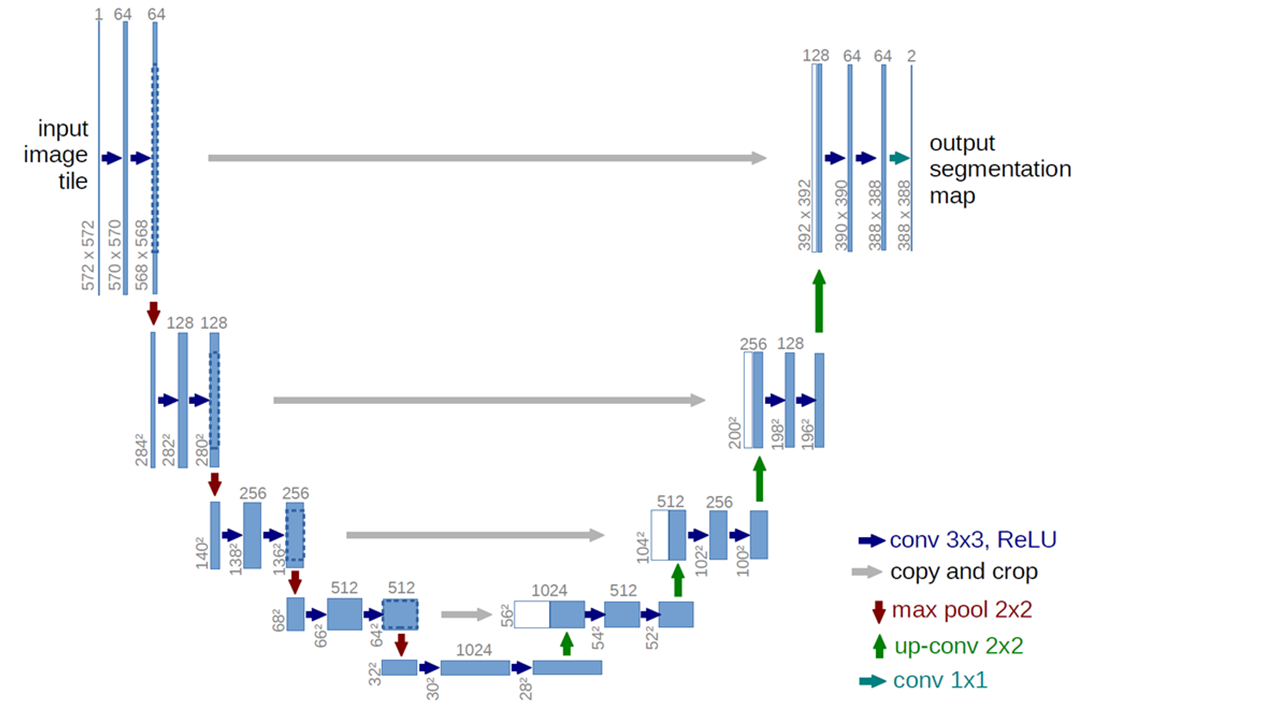 1 64 64
128 64 64 2
input
image
tile
output
segmentation
map
572 x 572
570 x 570
568 x 568
392 x 392
390 x 390
388 x 388
388 x 388
128 128
256 128
284²
282²
280²
200²
198²
196²
256 256
512 256
140²
138²
136²
104²
102²
100²
512 512
1024 512
68²
66²
64²
56²
54²
52²
1024
32²
30²
28²
conv 3x3, ReLU
copy and crop
max pool 2x2
up-conv 2x2
conv 1x1